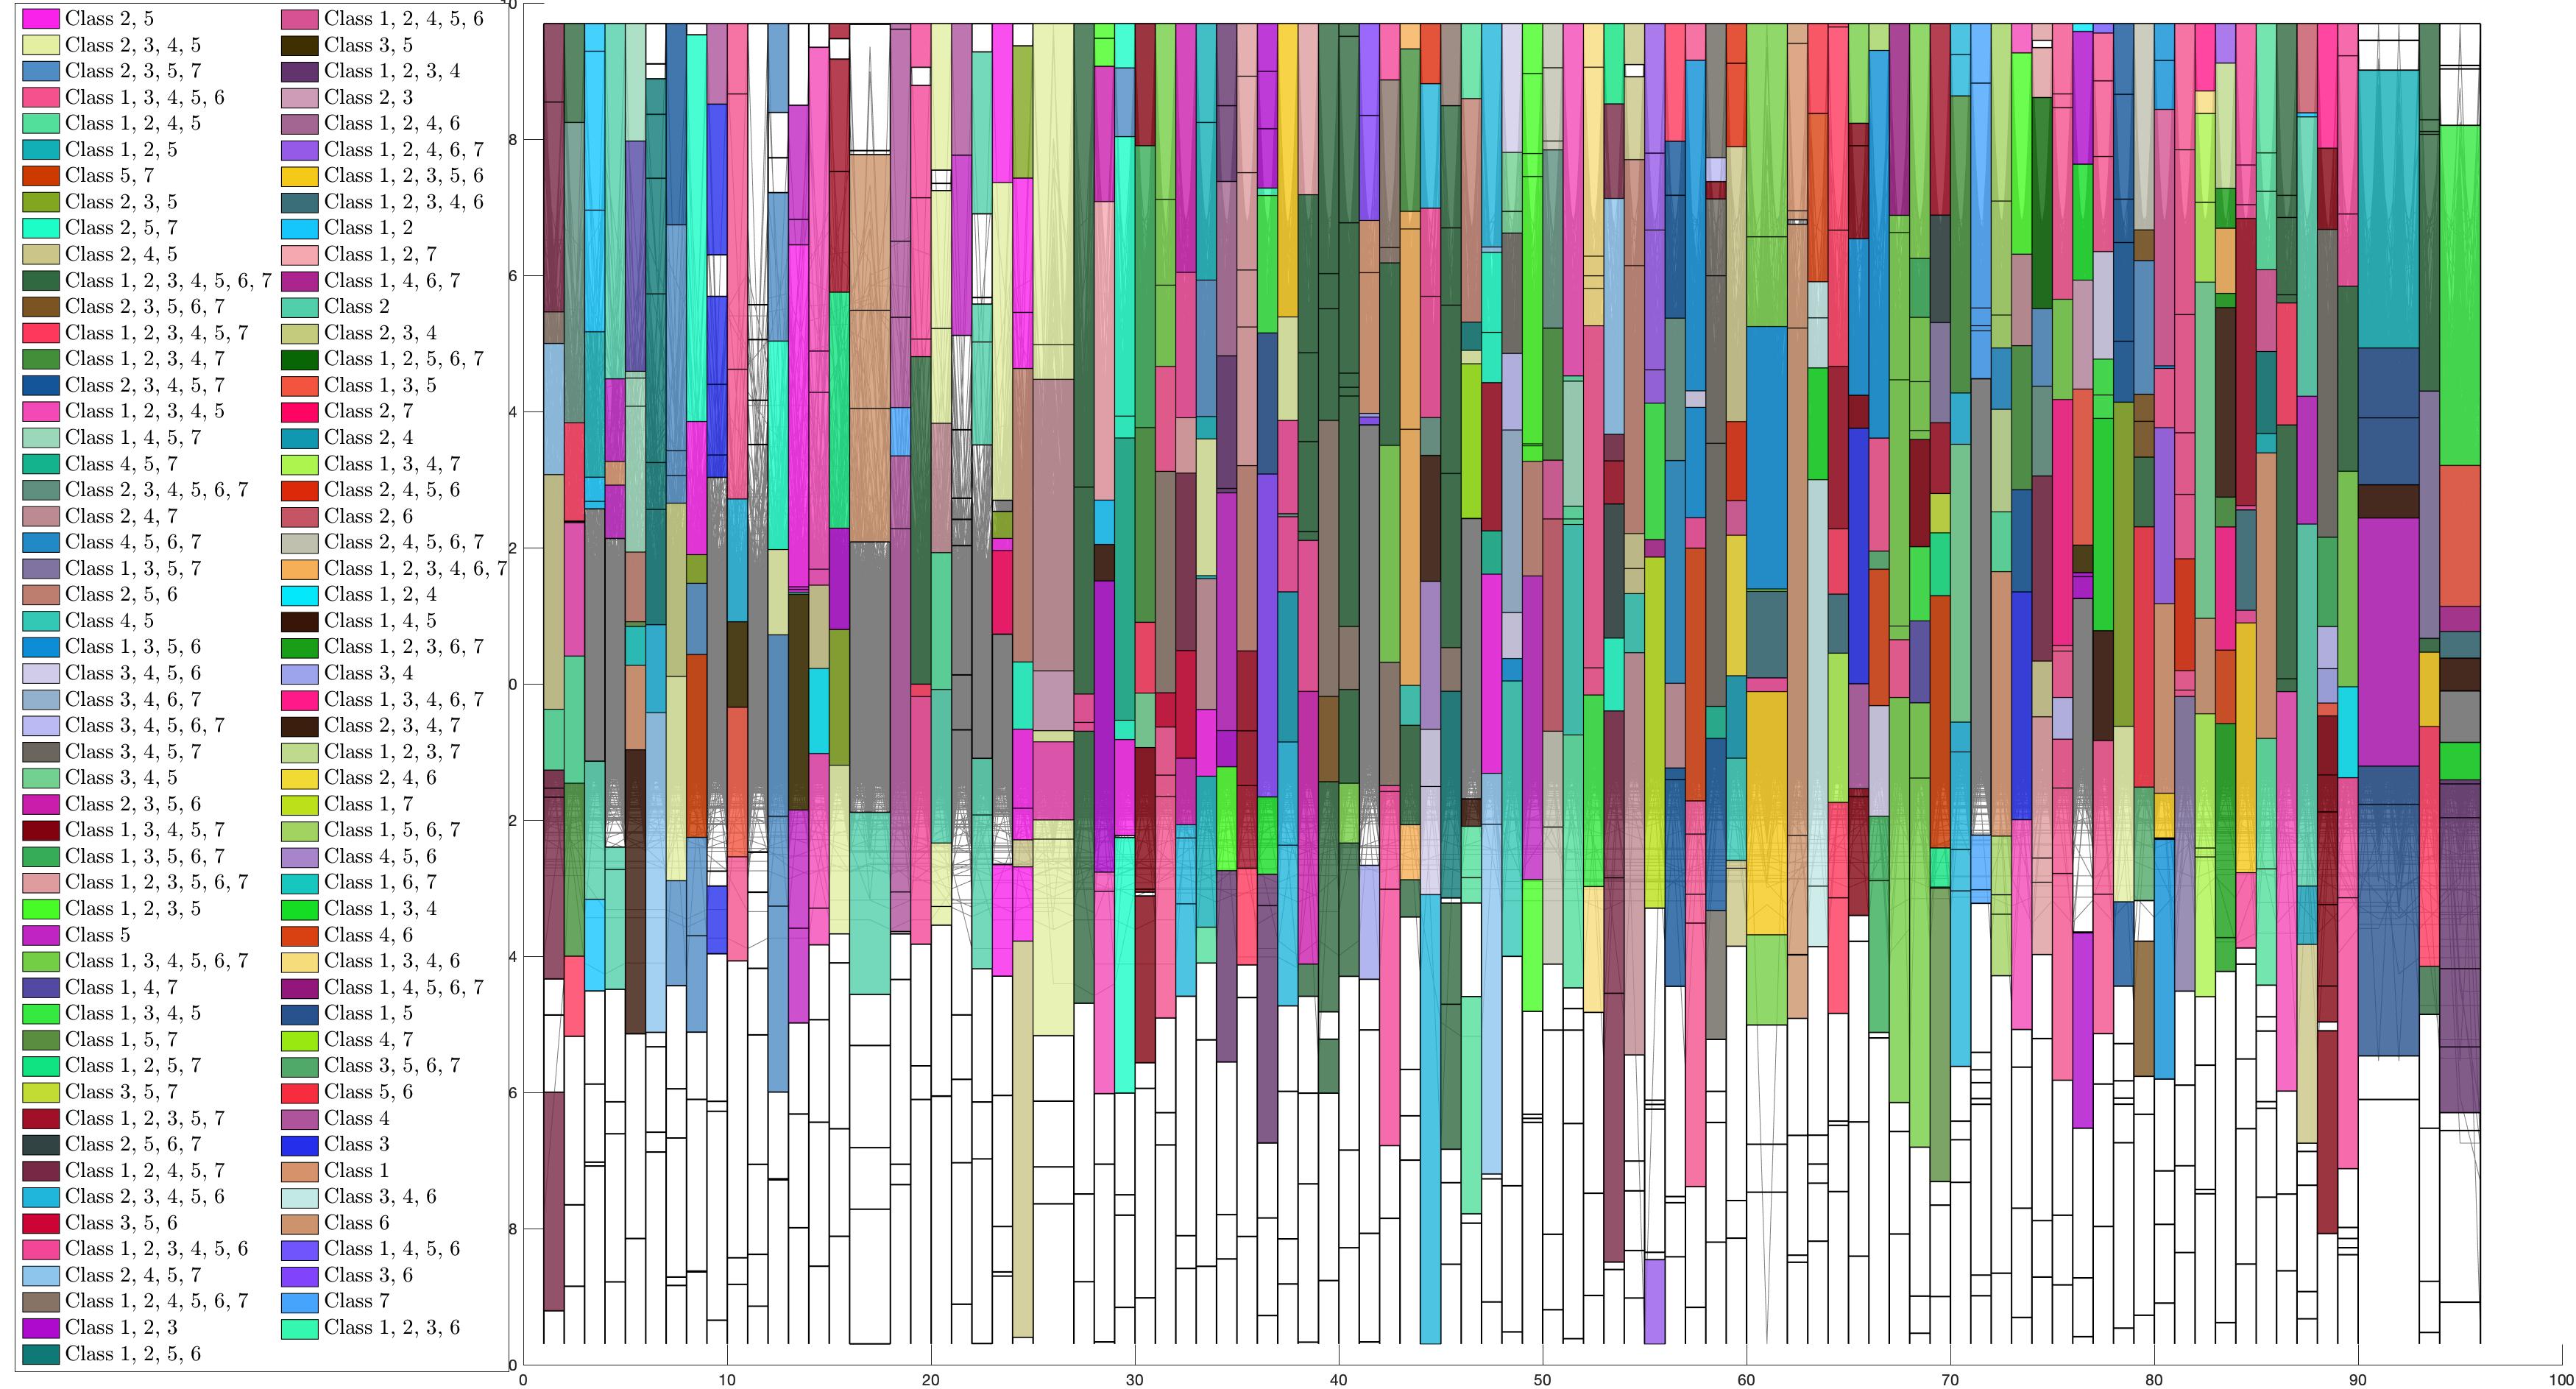 Class 2, 5
Class 2, 3, 4, 5
Class 2, 3, 5, 7
Class 1, 3, 4, 5, 6
Class 1, 2, 4, 5
Class 1, 2, 5
Class 5, 7
Class 2, 3, 5
Class 2, 5, 7
Class 2, 4, 5
Class 1, 2, 3, 4, 5, 6, 7
Class 2, 3, 5, 6, 7
Class 1, 2, 3, 4, 5, 7
Class 1, 2, 3, 4, 7
Class 2, 3, 4, 5, 7
Class 1, 2, 3, 4, 5
Class 1, 4, 5, 7
Class 4, 5, 7
Class 2, 3, 4, 5, 6, 7
Class 2, 4, 7
Class 4, 5, 6, 7
Class 1, 3, 5, 7
Class 2, 5, 6
Class 4, 5
Class 1, 3, 5, 6
Class 3, 4, 5, 6
Class 3, 4, 6, 7
Class 3, 4, 5, 6, 7
Class 3, 4, 5, 7
Class 3, 4, 5
Class 2, 3, 5, 6
Class 1, 3, 4, 5, 7
Class 1, 3, 5, 6, 7
Class 1, 2, 3, 5, 6, 7
Class 1, 2, 3, 5
Class 5
Class 1, 3, 4, 5, 6, 7
Class 1, 4, 7
Class 1, 3, 4, 5
Class 1, 5, 7
Class 1, 2, 5, 7
Class 3, 5, 7
Class 1, 2, 3, 5, 7
Class 2, 5, 6, 7
Class 1, 2, 4, 5, 7
Class 2, 3, 4, 5, 6
Class 3, 5, 6
Class 1, 2, 3, 4, 5, 6
Class 2, 4, 5, 7
Class 1, 2, 4, 5, 6, 7
Class 1, 2, 3
Class 1, 2, 5, 6
Class 1, 2, 4, 5, 6
Class 3, 5
Class 1, 2, 3, 4
Class 2, 3
Class 1, 2, 4, 6
Class 1, 2, 4, 6, 7
Class 1, 2, 3, 5, 6
Class 1, 2, 3, 4, 6
Class 1, 2
Class 1, 2, 7
Class 1, 4, 6, 7
Class 2
Class 2, 3, 4
Class 1, 2, 5, 6, 7
Class 1, 3, 5
Class 2, 7
Class 2, 4
Class 1, 3, 4, 7
Class 2, 4, 5, 6
Class 2, 6
Class 2, 4, 5, 6, 7
Class 1, 2, 3, 4, 6, 7
Class 1, 2, 4
Class 1, 4, 5
Class 1, 2, 3, 6, 7
Class 3, 4
Class 1, 3, 4, 6, 7
Class 2, 3, 4, 7
Class 1, 2, 3, 7
Class 2, 4, 6
Class 1, 7
Class 1, 5, 6, 7
Class 4, 5, 6
Class 1, 6, 7
Class 1, 3, 4
Class 4, 6
Class 1, 3, 4, 6
Class 1, 4, 5, 6, 7
Class 1, 5
Class 4, 7
Class 3, 5, 6, 7
Class 5, 6
Class 4
Class 3
Class 1
Class 3, 4, 6
Class 6
Class 1, 4, 5, 6
Class 3, 6
Class 7
Class 1, 2, 3, 6
0
8
6
4
2
0
2
4
6
8
0
0 10 20 30 40 50 60 70 80 90 100